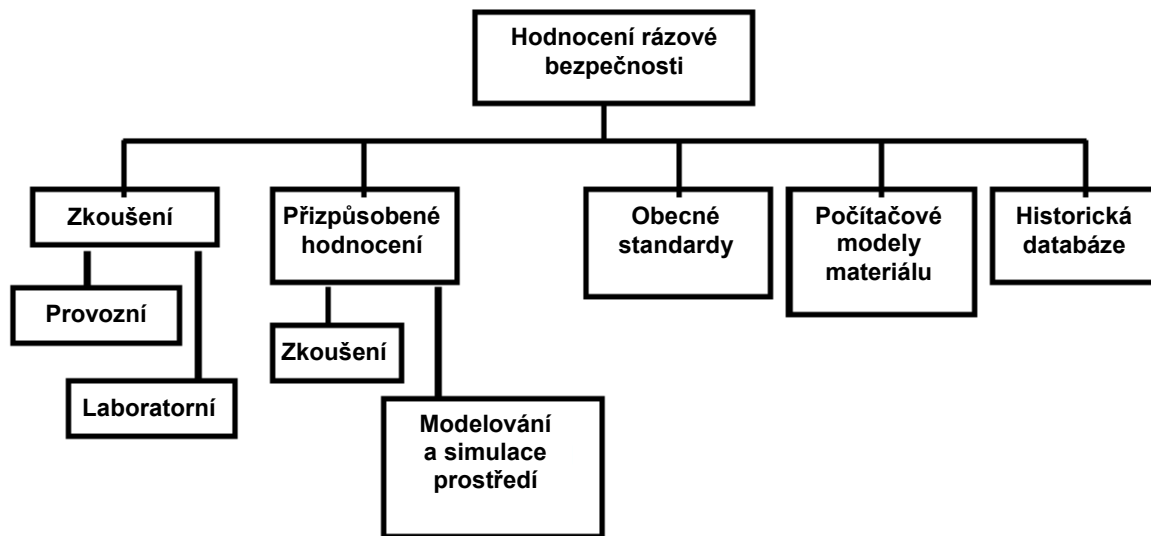 Hodnocení rázové
bezpečnosti
Zkoušení
Přizpůsobené
hodnocení
Obecné
standardy
Počítačové
modely
materiálu
Historická
databáze
Provozní
Zkoušení
Laboratorní
Modelování
a simulace
prostředí